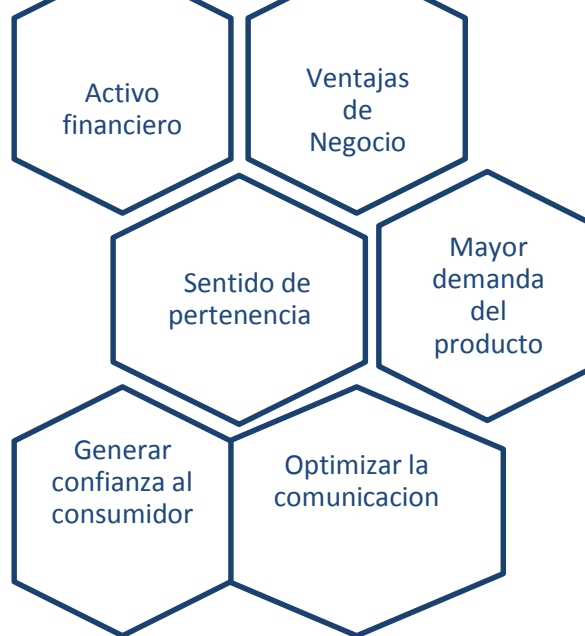 Activo
financiero
Ventajas
de
Negocio
Sentido de
pertenencia
Mayor
demanda
del
producto
Generar
confianza al
consumidor
Optimizar la
comunicacion